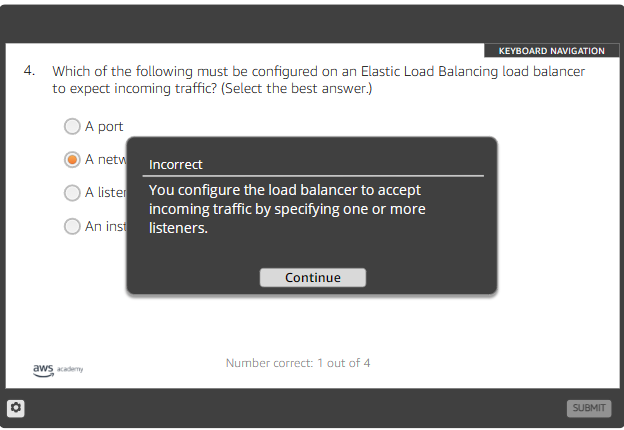 KEYBOARD NAVIGATION
4. Which of the following must be configured on an Elastic Load Balancing load balancer
to expect incoming traffic? (Select the best answer.)
A port
A netw
A lister
An inst
Incorrect
You configure the load balancer to accept
incoming traffic by specifying one or more
listeners.
Continue
Number correct: 1 out of 4
aws academy
SUBMIT